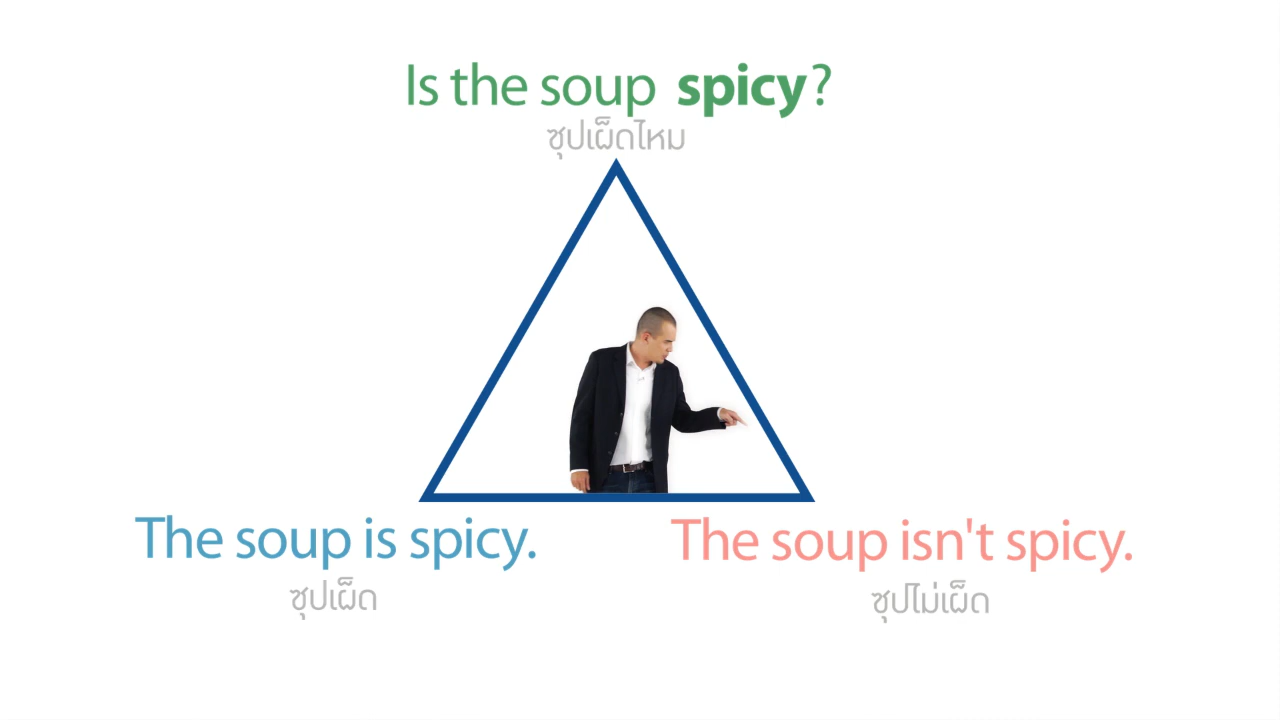 Is the soup spicy?
ซุปเผ็ดไหม
The soup is spicy.
ซุปเผ็ด
The soup isn't spicy.
ซุปไม่เผ็ด